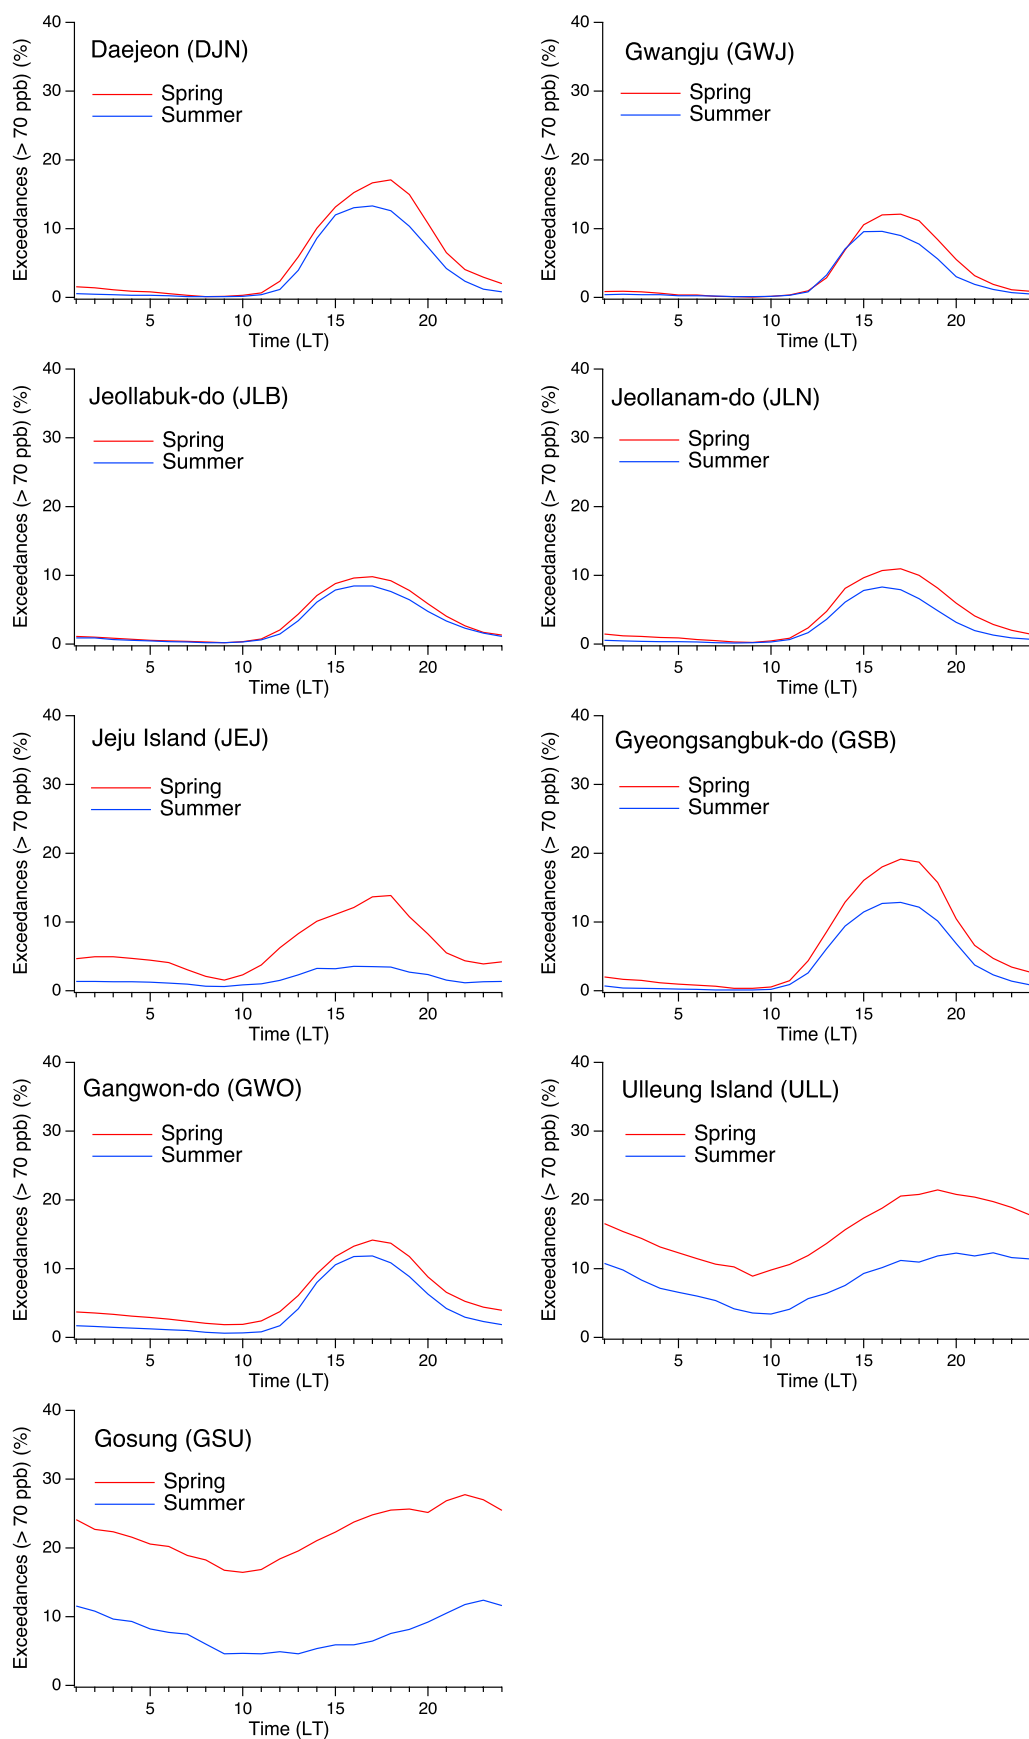 Daejeon (DJN)
Spring
Summer
Exceedances (> 70 ppb) (%)
40
30
20
10
0
5
10
15
20
Time (LT)
Gwangju (GWJ)
Spring
Summer
Exceedances (> 70 ppb) (%)
40
30
20
10
0
5
10
15
20
Time (LT)
Jeollabuk-do (JLB)
Spring
Summer
Exceedances (> 70 ppb) (%)
40
30
20
10
0
5
10
15
20
Time (LT)
Jeollanam-do (JLN)
Spring
Summer
Exceedances (> 70 ppb) (%)
40
30
20
10
0
5
10
15
20
Time (LT)
Jeju Island (JEJ)
Spring
Summer
Exceedances (> 70 ppb) (%)
40
30
20
10
0
5
10
15
20
Time (LT)
Gyeongsangbuk-do (GSB)
Spring
Summer
Exceedances (> 70 ppb) (%)
40
30
20
10
0
5
10
15
20
Time (LT)
Gangwon-do (GWO)
Spring
Summer
Exceedances (> 70 ppb) (%)
40
30
20
10
0
5
10
15
20
Time (LT)
Ulleung Island (ULL)
Spring
Summer
Exceedances (> 70 ppb) (%)
40
30
20
10
0
5
10
15
20
Time (LT)
Gosung (GSU)
Spring
Summer
Exceedances (> 70 ppb) (%)
40
30
20
10
0
5
10
15
20
Time (LT)